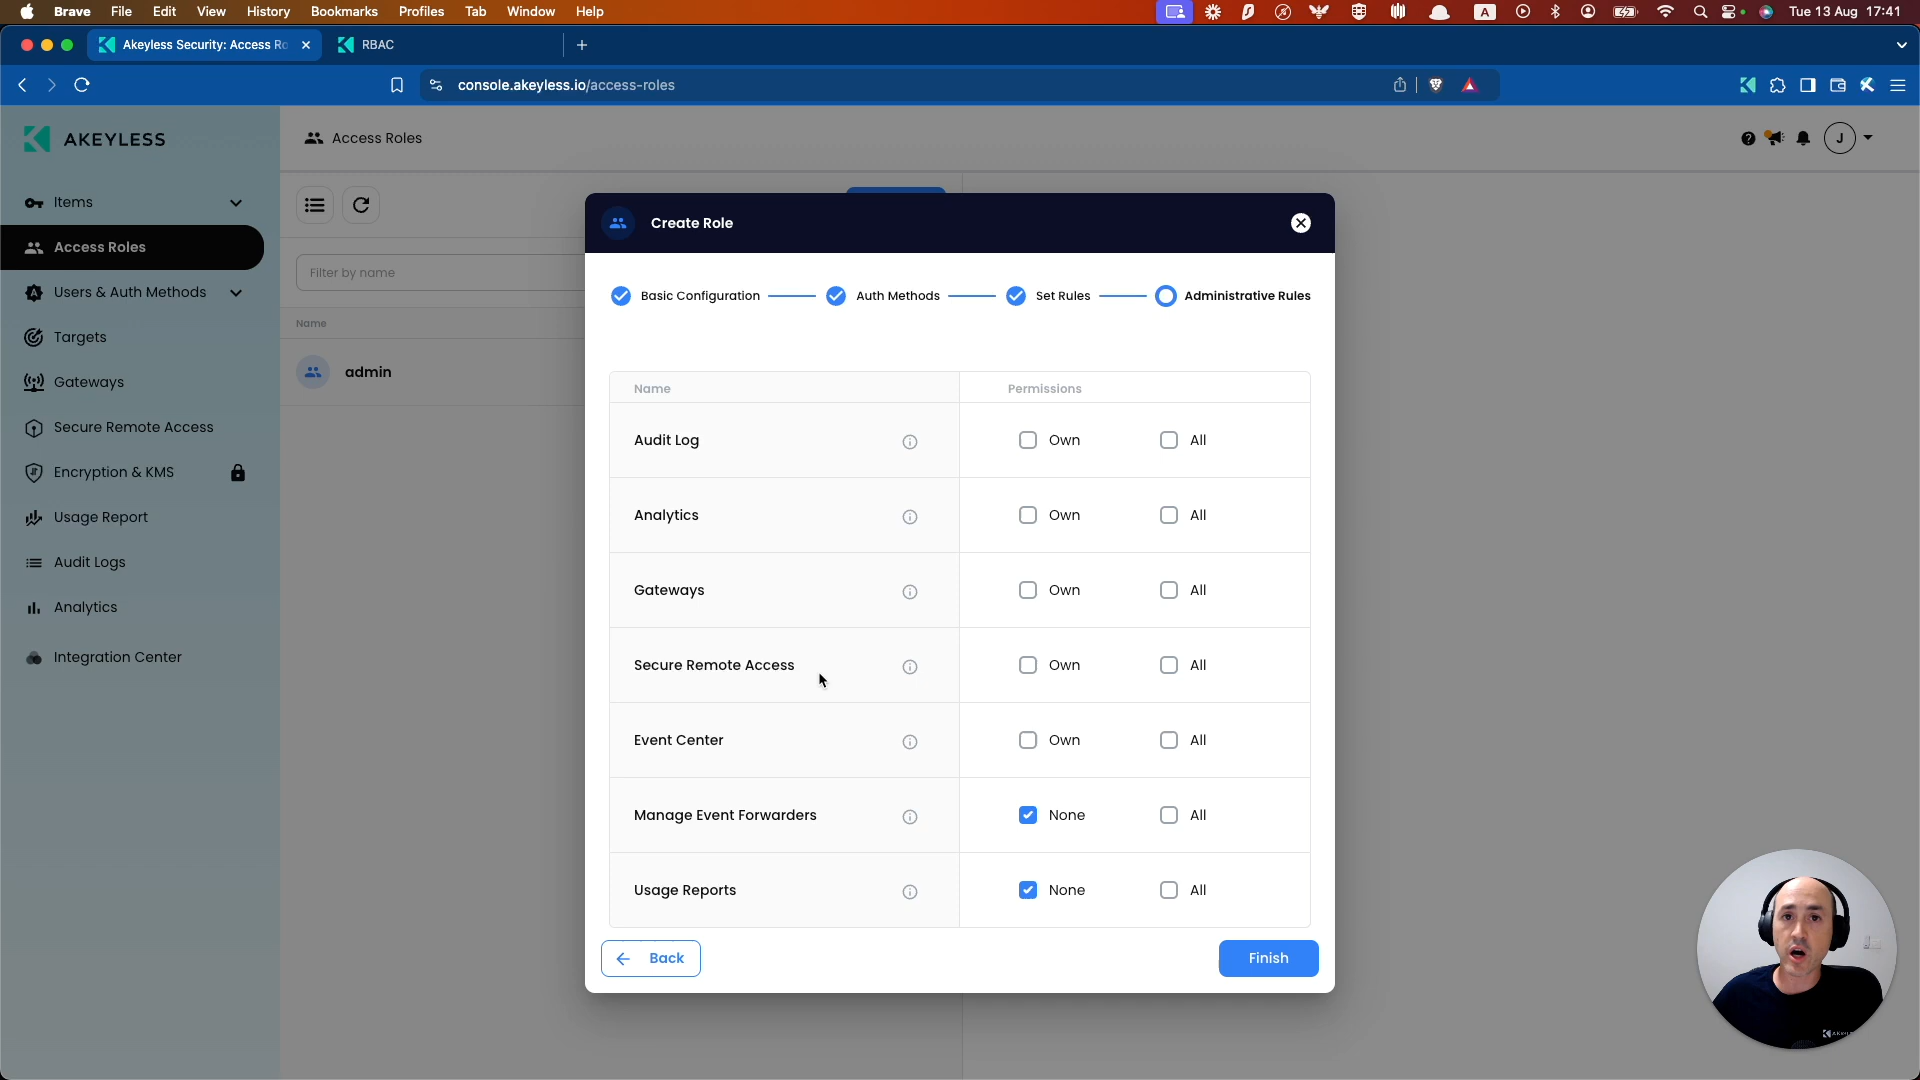 Brave File Edit View History Bookmarks Profiles Tab Window Help
A
Tue 13 Aug 17:41
Akeyless Security: Access Ro
RBAC
console.akeyless.io/access-roles
AKEYLESS
Access Roles
J
Items
Access Roles
Users & Auth Methods
Targets
Gateways
Secure Remote Access
Encryption & KMS
Usage Report
Audit Logs
Analytics
Integration Center
Filter by name
Name
admin
Create Role
Basic Configuration
Auth Methods
Set Rules
Administrative Rules
Name Permissions
Audit Log Own All
Analytics Own All
Gateways Own All
Secure Remote Access Own All
Event Center Own All
Manage Event Forwarders None All
Usage Reports None All
Back
Finish